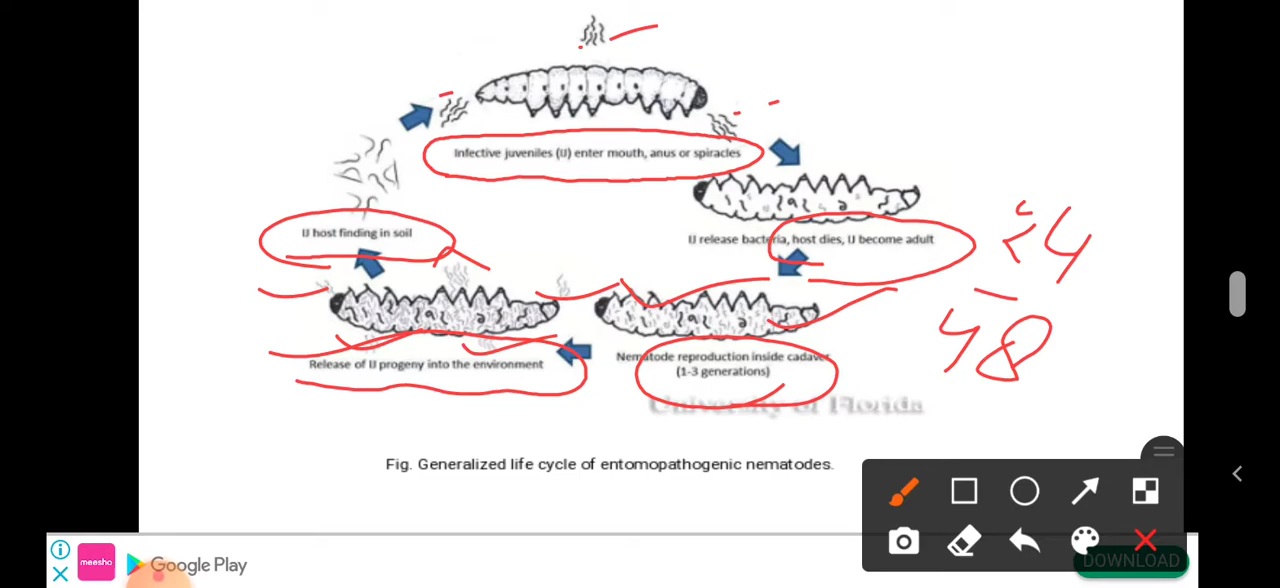 Infective juveniles (IJ) enter mouth, anus or spiracles
IJ host finding in soil
IJ release bacteria, host dies, IJ become adult
24
48
Release of IJ progeny into the environment
Nematode reproduction inside cadaver
(1-3 generations)
University of Florida
Fig. Generalized life cycle of entomopathogenic nematodes.
meesho
Google Play
DOWNLOAD